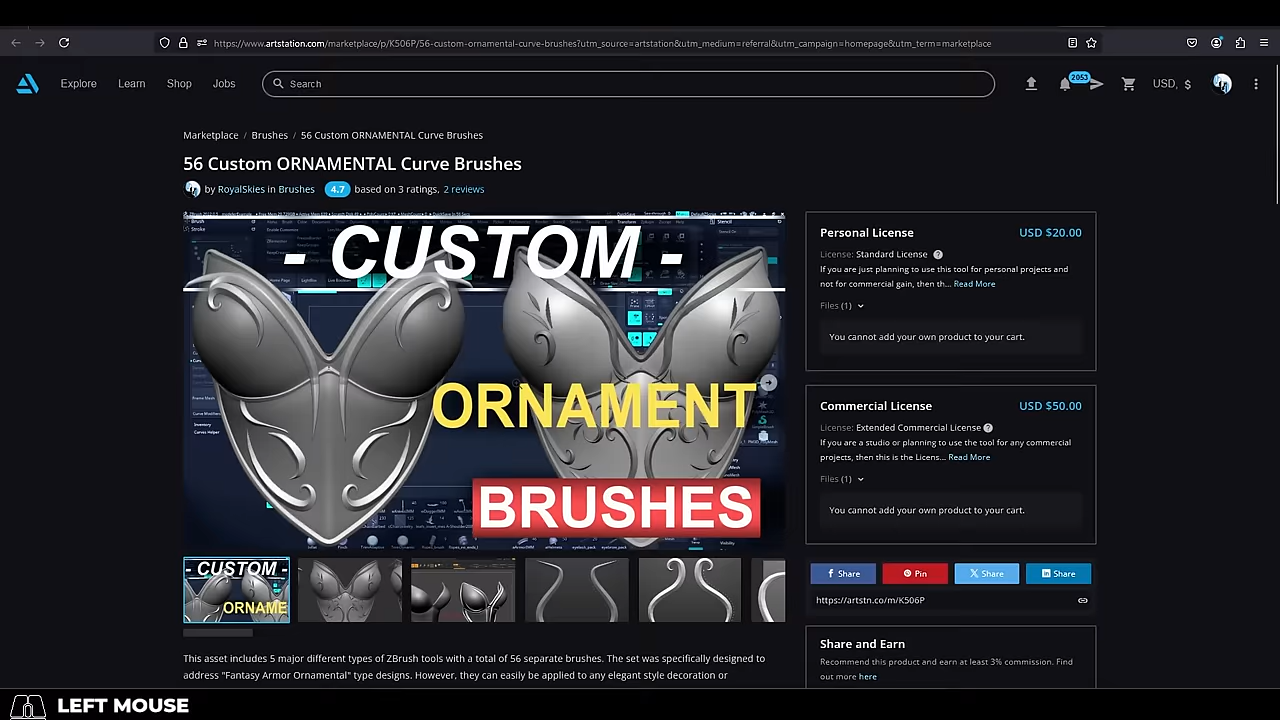 https://www.artstation.com/marketplace/p/K506P/56-custom-ornamental-curve-brushes?utm_source=artstation&utm_medium=referral&utm_campaign=homepage&utm_term=marketplace
Explore Learn Shop Jobs Search 2053 USD, $
Marketplace / Brushes / 56 Custom ORNAMENTAL Curve Brushes
56 Custom ORNAMENTAL Curve Brushes
by RoyalSkies in Brushes 4.7 based on 3 ratings, 2 reviews
- CUSTOM -
ORNAMENT
BRUSHES
- CUSTOM -
ORNAME
This asset includes 5 major different types of ZBrush tools with a total of 56 separate brushes. The set was specifically designed to
address "Fantasy Armor Ornamental" type designs. However, they can easily be applied to any elegant style decoration or
Personal License USD $20.00
License: Standard License
If you are just planning to use this tool for personal projects and
not for commercial gain, then th... Read More
Files (1)
You cannot add your own product to your cart.
Commercial License USD $50.00
License: Extended Commercial License
If you are a studio or planning to use the tool for any commercial
projects, then this is the Licens... Read More
Files (1)
You cannot add your own product to your cart.
Share Pin Share Share
https://artstn.co/m/K506P
Share and Earn
Recommend this product and earn at least 3% commission. Find
out more here
LEFT MOUSE